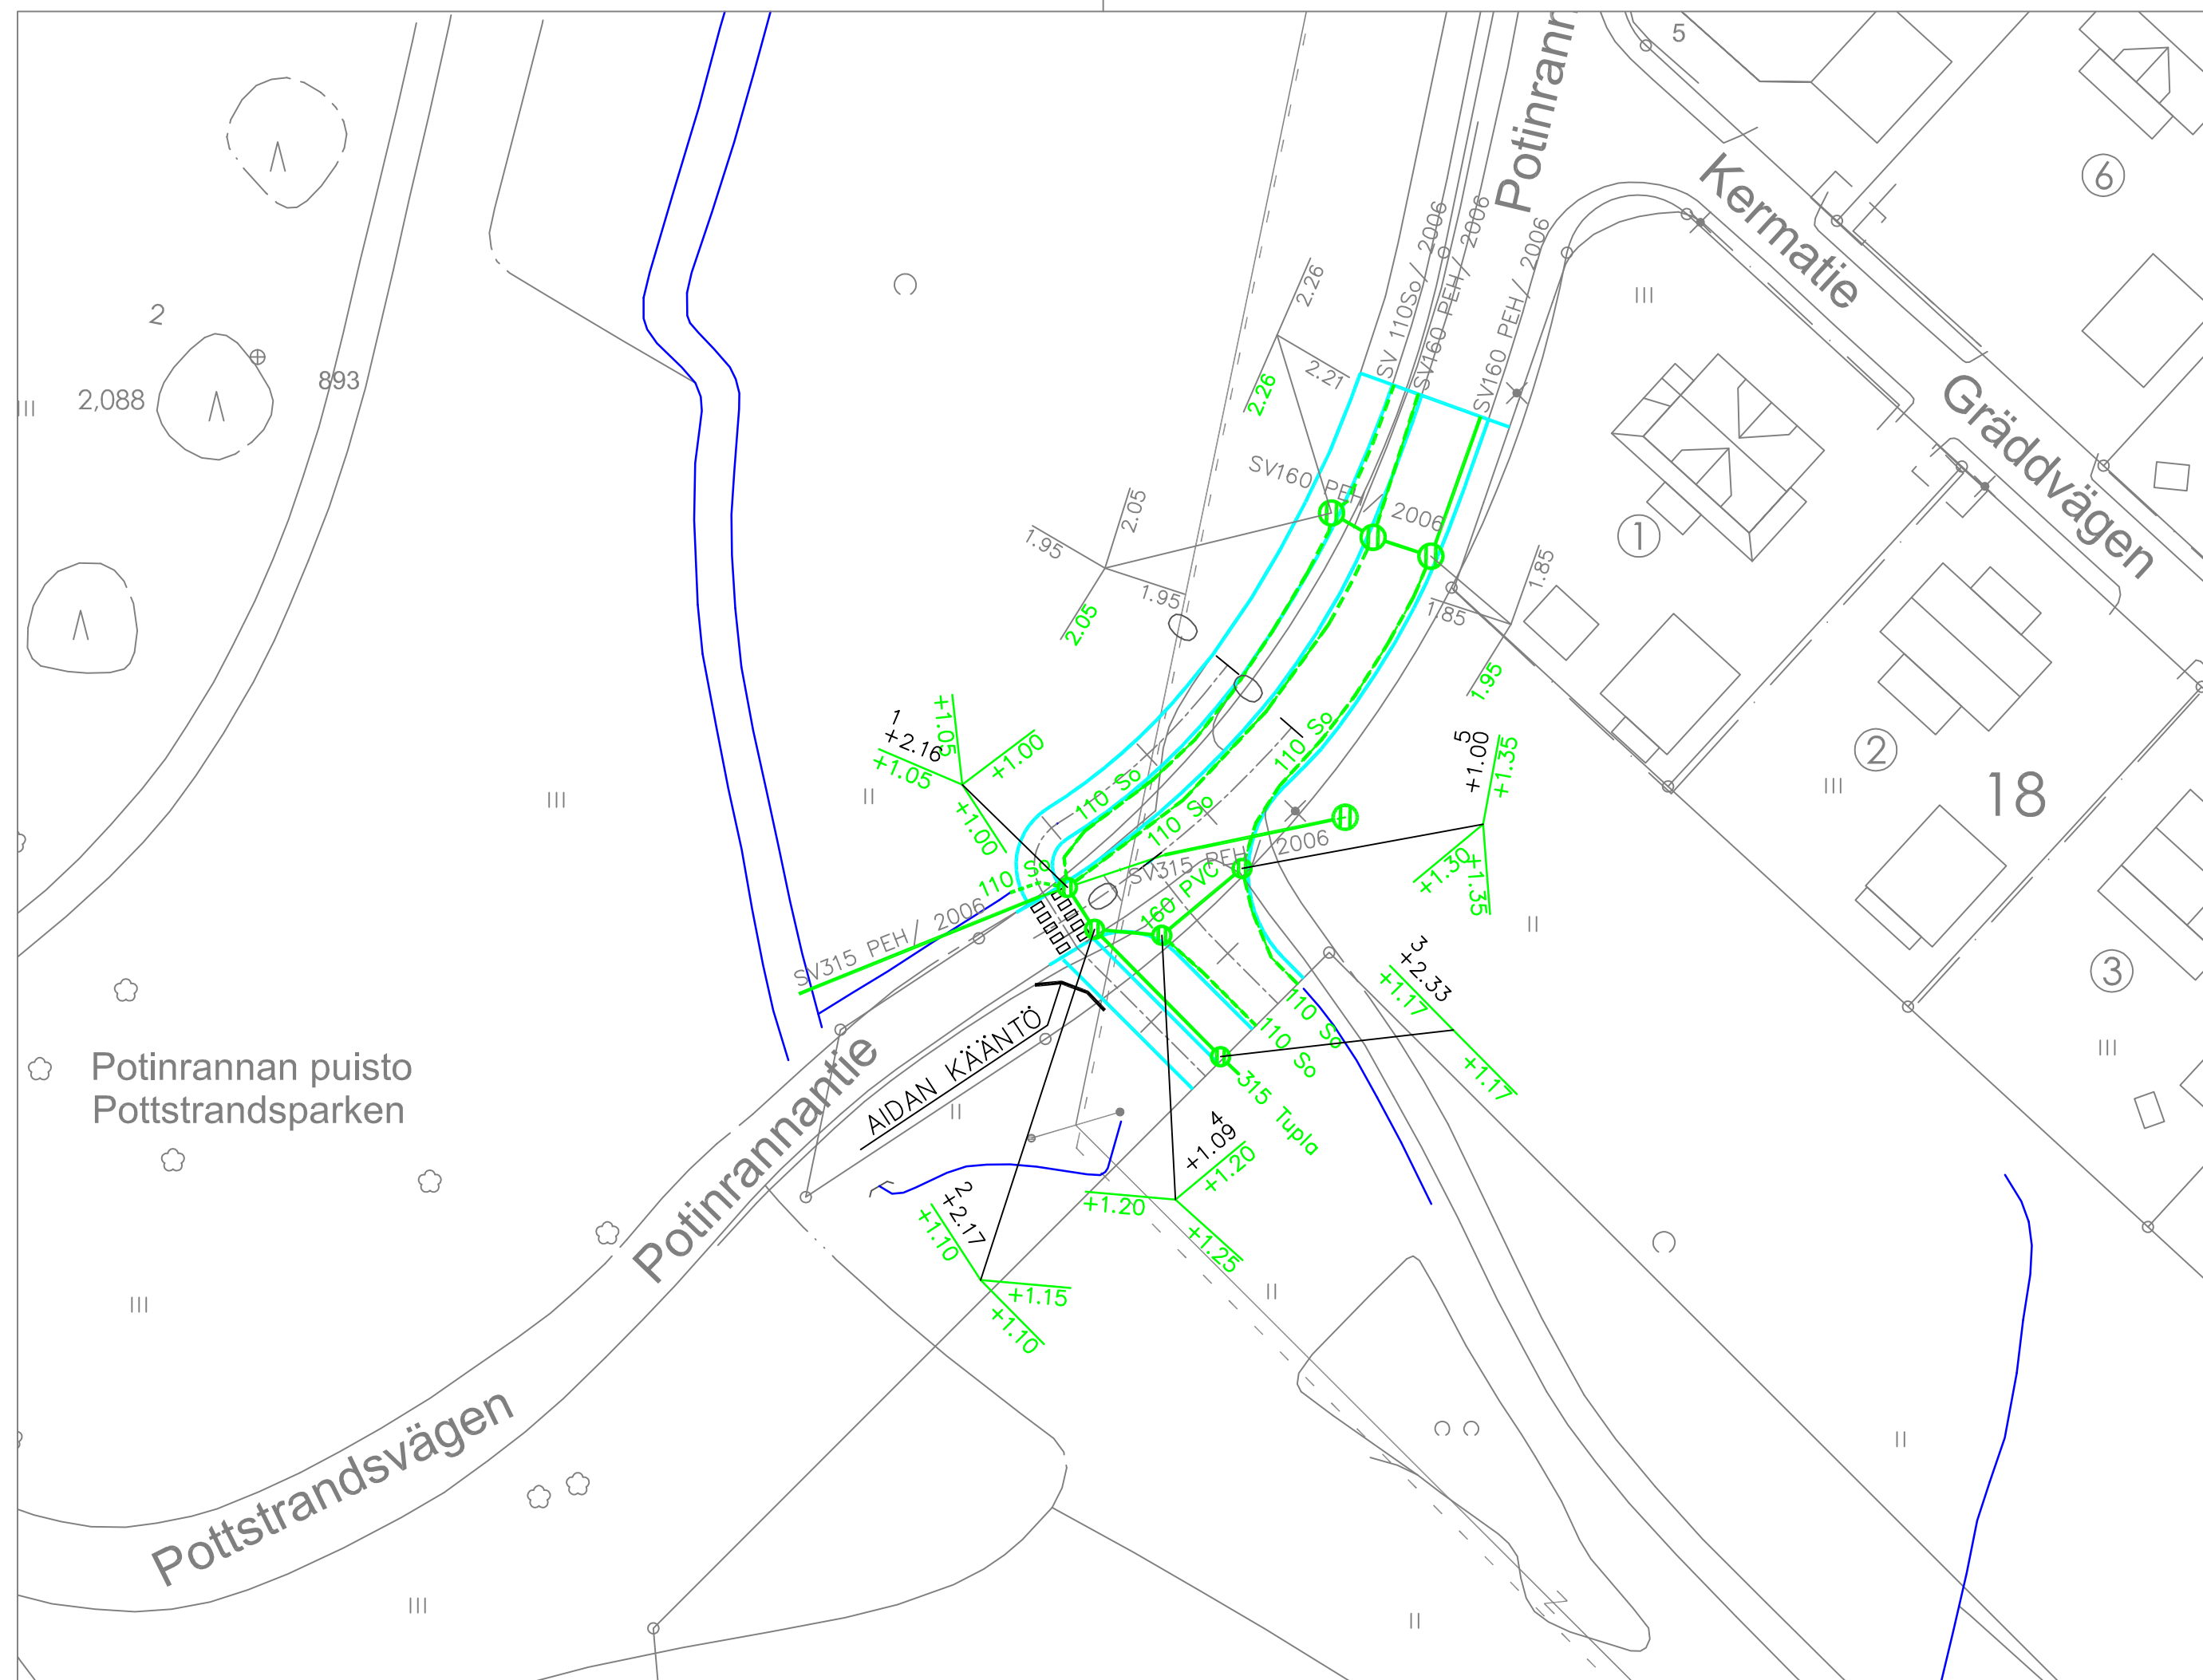 5
Potinrann
Kermatie
6
Gräddvägen
2
2,088
893
2.26
2.21
2.26
SV 110So/ 2006
SV160 PEH/ 2006
SV160 PEH/ 2006
SV160 PEH/ 2006
2.05
1.95
1.95
2.05
1.85
1.85
1.95
1
2
18
3
1
+2.16
+1.05
+1.05
+1.00
+1.00
110 So
110 So
110 So
110 So
5
+1.00
+1.35
+1.30
+1.35
SV315 PEH/ 2006
SV315 PEH/ 2006
160 PVC
3
+2.33
+1.17
+1.17
110 So
110 So
315 Tupla
AIDAN KÄÄNTÖ
4
+1.09
+1.20
+1.20
+1.25
2
+2.17
+1.10
+1.15
+1.10
Potinrannan puisto
Pottstrandsparken
Potinrannantie
Pottstrandsvägen